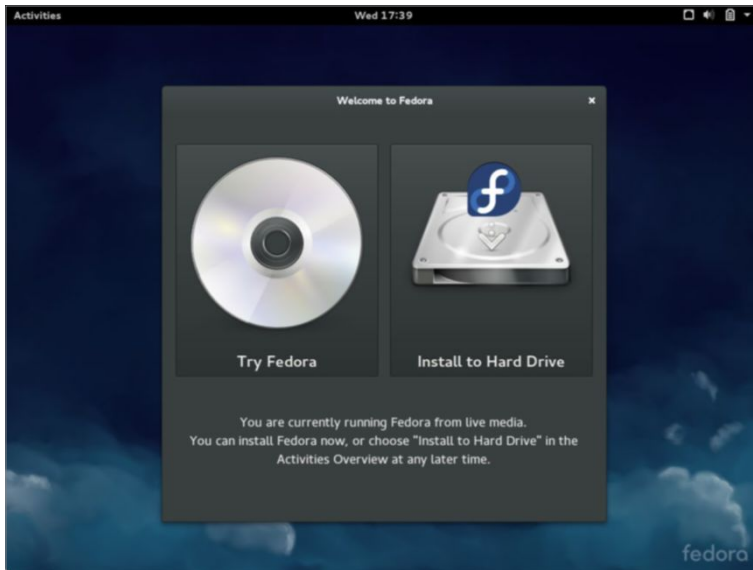 Activities
Wed 17:39
Welcome to Fedora
Try Fedora
Install to Hard Drive
You are currently running Fedora from live media.
You can install Fedora now, or choose "Install to Hard Drive" in the
Activities Overview at any later time.
fedora